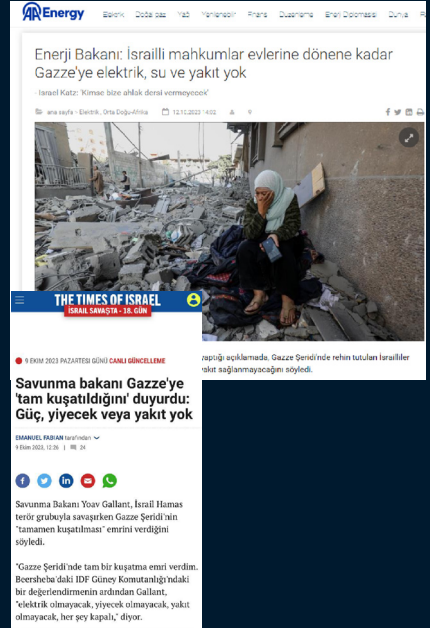 AA Energy
Elektrik Doğalgaz Yağ Yenilenebilir Finans Düzenleme Enerji Diplomasisi Dünya
Enerji Bakanı: İsrailli mahkumlar evlerine dönene kadar
Gazze'ye elektrik, su ve yakıt yok
- Israel Katz: 'Kimse bize ahlak dersi vermeyecek'
ana sayfa - Elektrik, Orta Doğu-Afrika 12.10.2023 14:02
THE TIMES OF ISRAEL
İSRAİL SAVAŞTA - 18. GÜN
yaptığı açıklamada, Gazze Şeridi'nde rehin tutulan İsrailliler
yakıt sağlanmayacağını söyledi.
9 EKİM 2023 PAZARTESİ GÜNÜ CANLI GÜNCELLEME
Savunma bakanı Gazze'ye
'tam kuşatıldığını' duyurdu:
Güç, yiyecek veya yakıt yok
EMANUEL FABIAN tarafından
9 Ekim 2023, 12:26 | 24
Savunma Bakanı Yoav Gallant, İsrail Hamas
terör grubuyla savaşırken Gazze Şeridi'nin
"tamamen kuşatılması" emrini verdiğini
söyledi.
"Gazze Şeridi'nde tam bir kuşatma emri verdim.
Beersheba'daki IDF Güney Komutanlığı'ndaki
bir değerlendirmenin ardından Gallant,
"elektrik olmayacak, yiyecek olmayacak, yakıt
olmayacak, her şey kapalı," diyor.